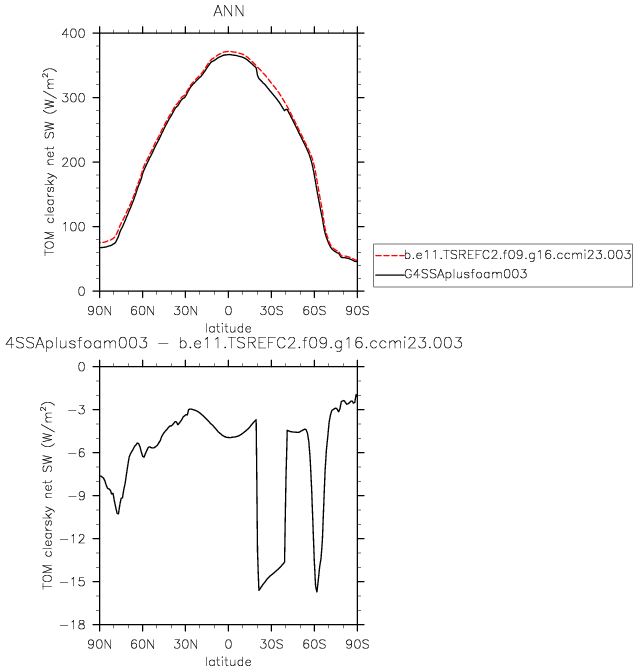 ANN
TOM clearsky net SW (W/m²)
400
300
200
100
0
90N 60N 30N 0 30S 60S 90S
latitude
b.e11.TSREFC2.f09.g16.ccmi23.003
G4SSAplusfoam003
4SSAplusfoam003 − b.e11.TSREFC2.f09.g16.ccmi23.003
TOM clearsky net SW (W/m²)
0
−3
−6
−9
−12
−15
−18
90N 60N 30N 0 30S 60S 90S
latitude